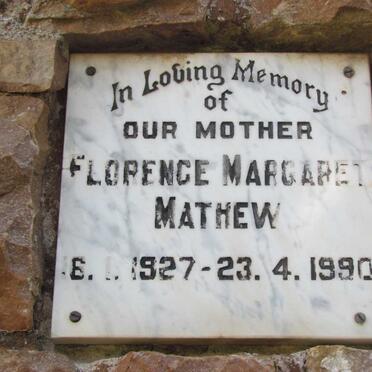 In Loving Memory
of
OUR MOTHER
FLORENCE MARGARET
MATHEW
1927 - 23. 4. 1990